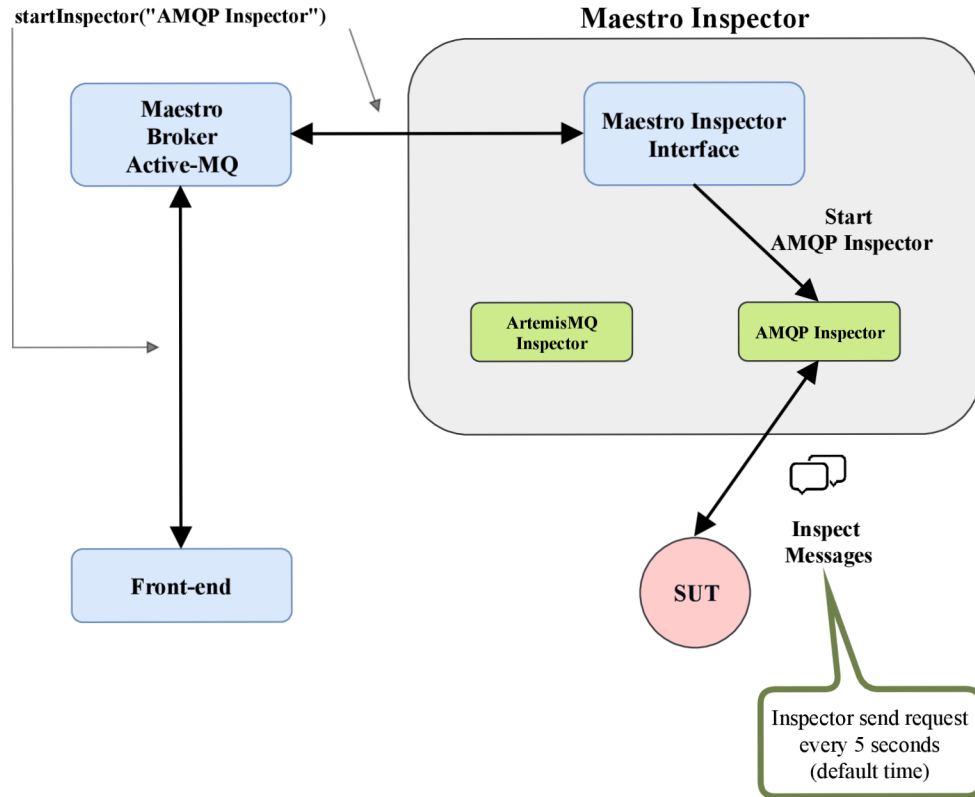 startInspector("AMQP Inspector")
Maestro Inspector
Maestro
Broker
Active-MQ
Maestro Inspector
Interface
Start
AMQP Inspector
ArtemisMQ
Inspector
AMQP Inspector
Inspect
Messages
Front-end
SUT
Inspector send request
every 5 seconds
(default time)